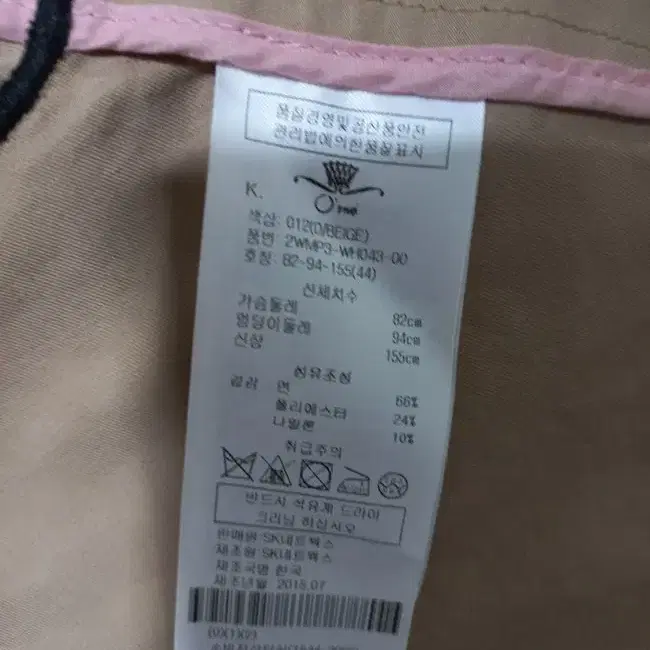 품질경영및공산품안전
관리법에의한품질표시
K.
O'2nd
색상: 012(D/BEIGE)
품번: 2WMP3-WH043-00
호칭: 82-94-155(44)
신체치수
가슴둘레 82cm
엉덩이둘레 94cm
신장 155cm
섬유조성
겉감 면 66%
폴리에스터 24%
나일론 10%
취급주의
반드시 석유계 드라이
크리닝 하십시오
판매원:SK네트웍스
제조원:SK네트웍스
제조국명 한국
제조년월 2015.07